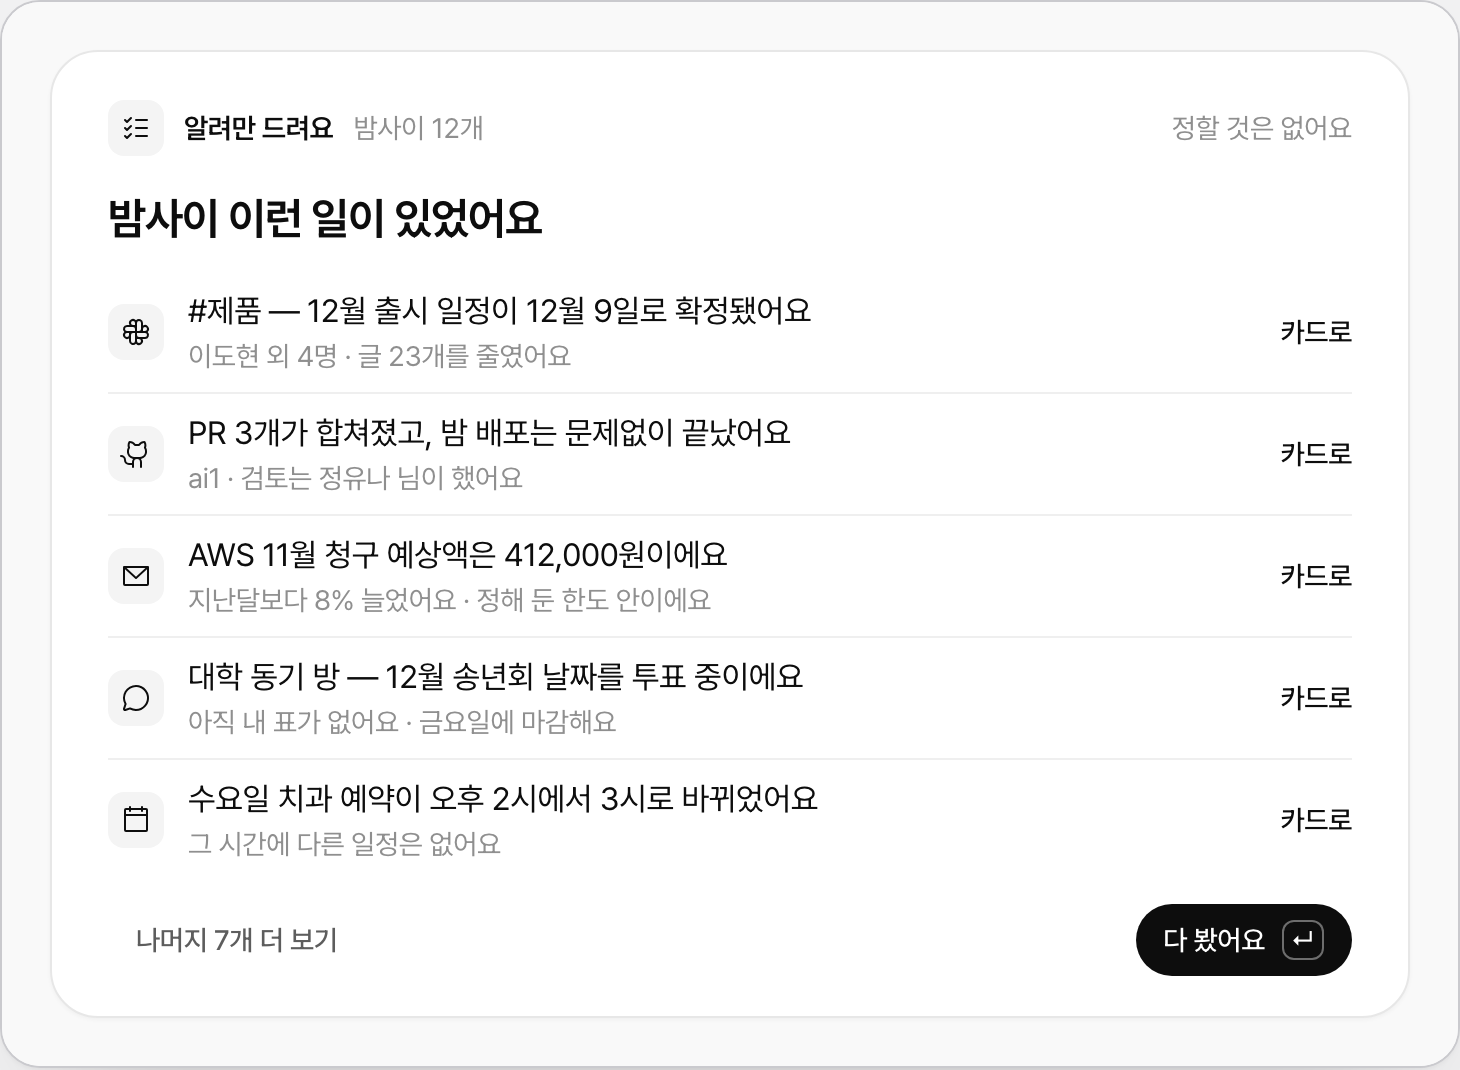 알려만 드려요 밤사이 12개 정할 것은 없어요
밤사이 이런 일이 있었어요
#제품 — 12월 출시 일정이 12월 9일로 확정됐어요
이도현 외 4명 · 글 23개를 줄였어요
카드로
PR 3개가 합쳐졌고, 밤 배포는 문제없이 끝났어요
ai1 · 검토는 정유나 님이 했어요
카드로
AWS 11월 청구 예상액은 412,000원이에요
지난달보다 8% 늘었어요 · 정해 둔 한도 안이에요
카드로
대학 동기 방 — 12월 송년회 날짜를 투표 중이에요
아직 내 표가 없어요 · 금요일에 마감해요
카드로
수요일 치과 예약이 오후 2시에서 3시로 바뀌었어요
그 시간에 다른 일정은 없어요
카드로
나머지 7개 더 보기
다 봤어요